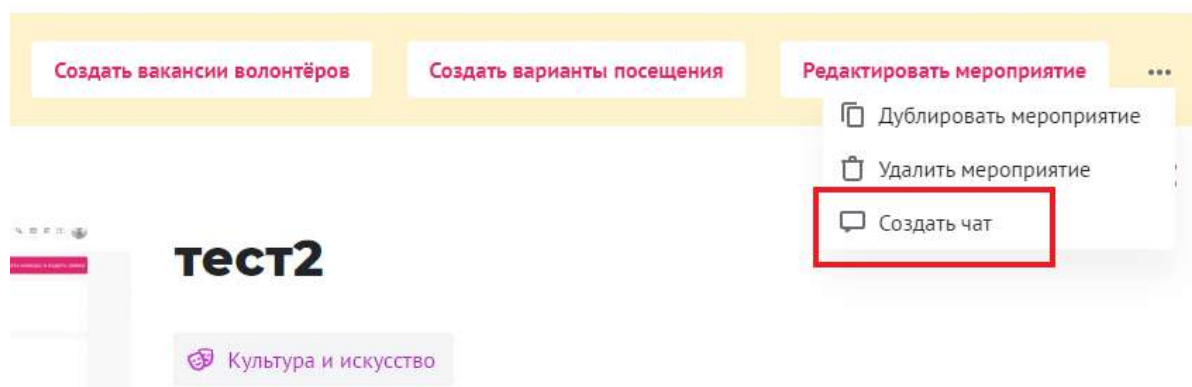 Создать вакансии волонтёров Создать варианты посещения Редактировать мероприятие
Дублировать мероприятие
Удалить мероприятие
Создать чат
тест2
Культура и искусство